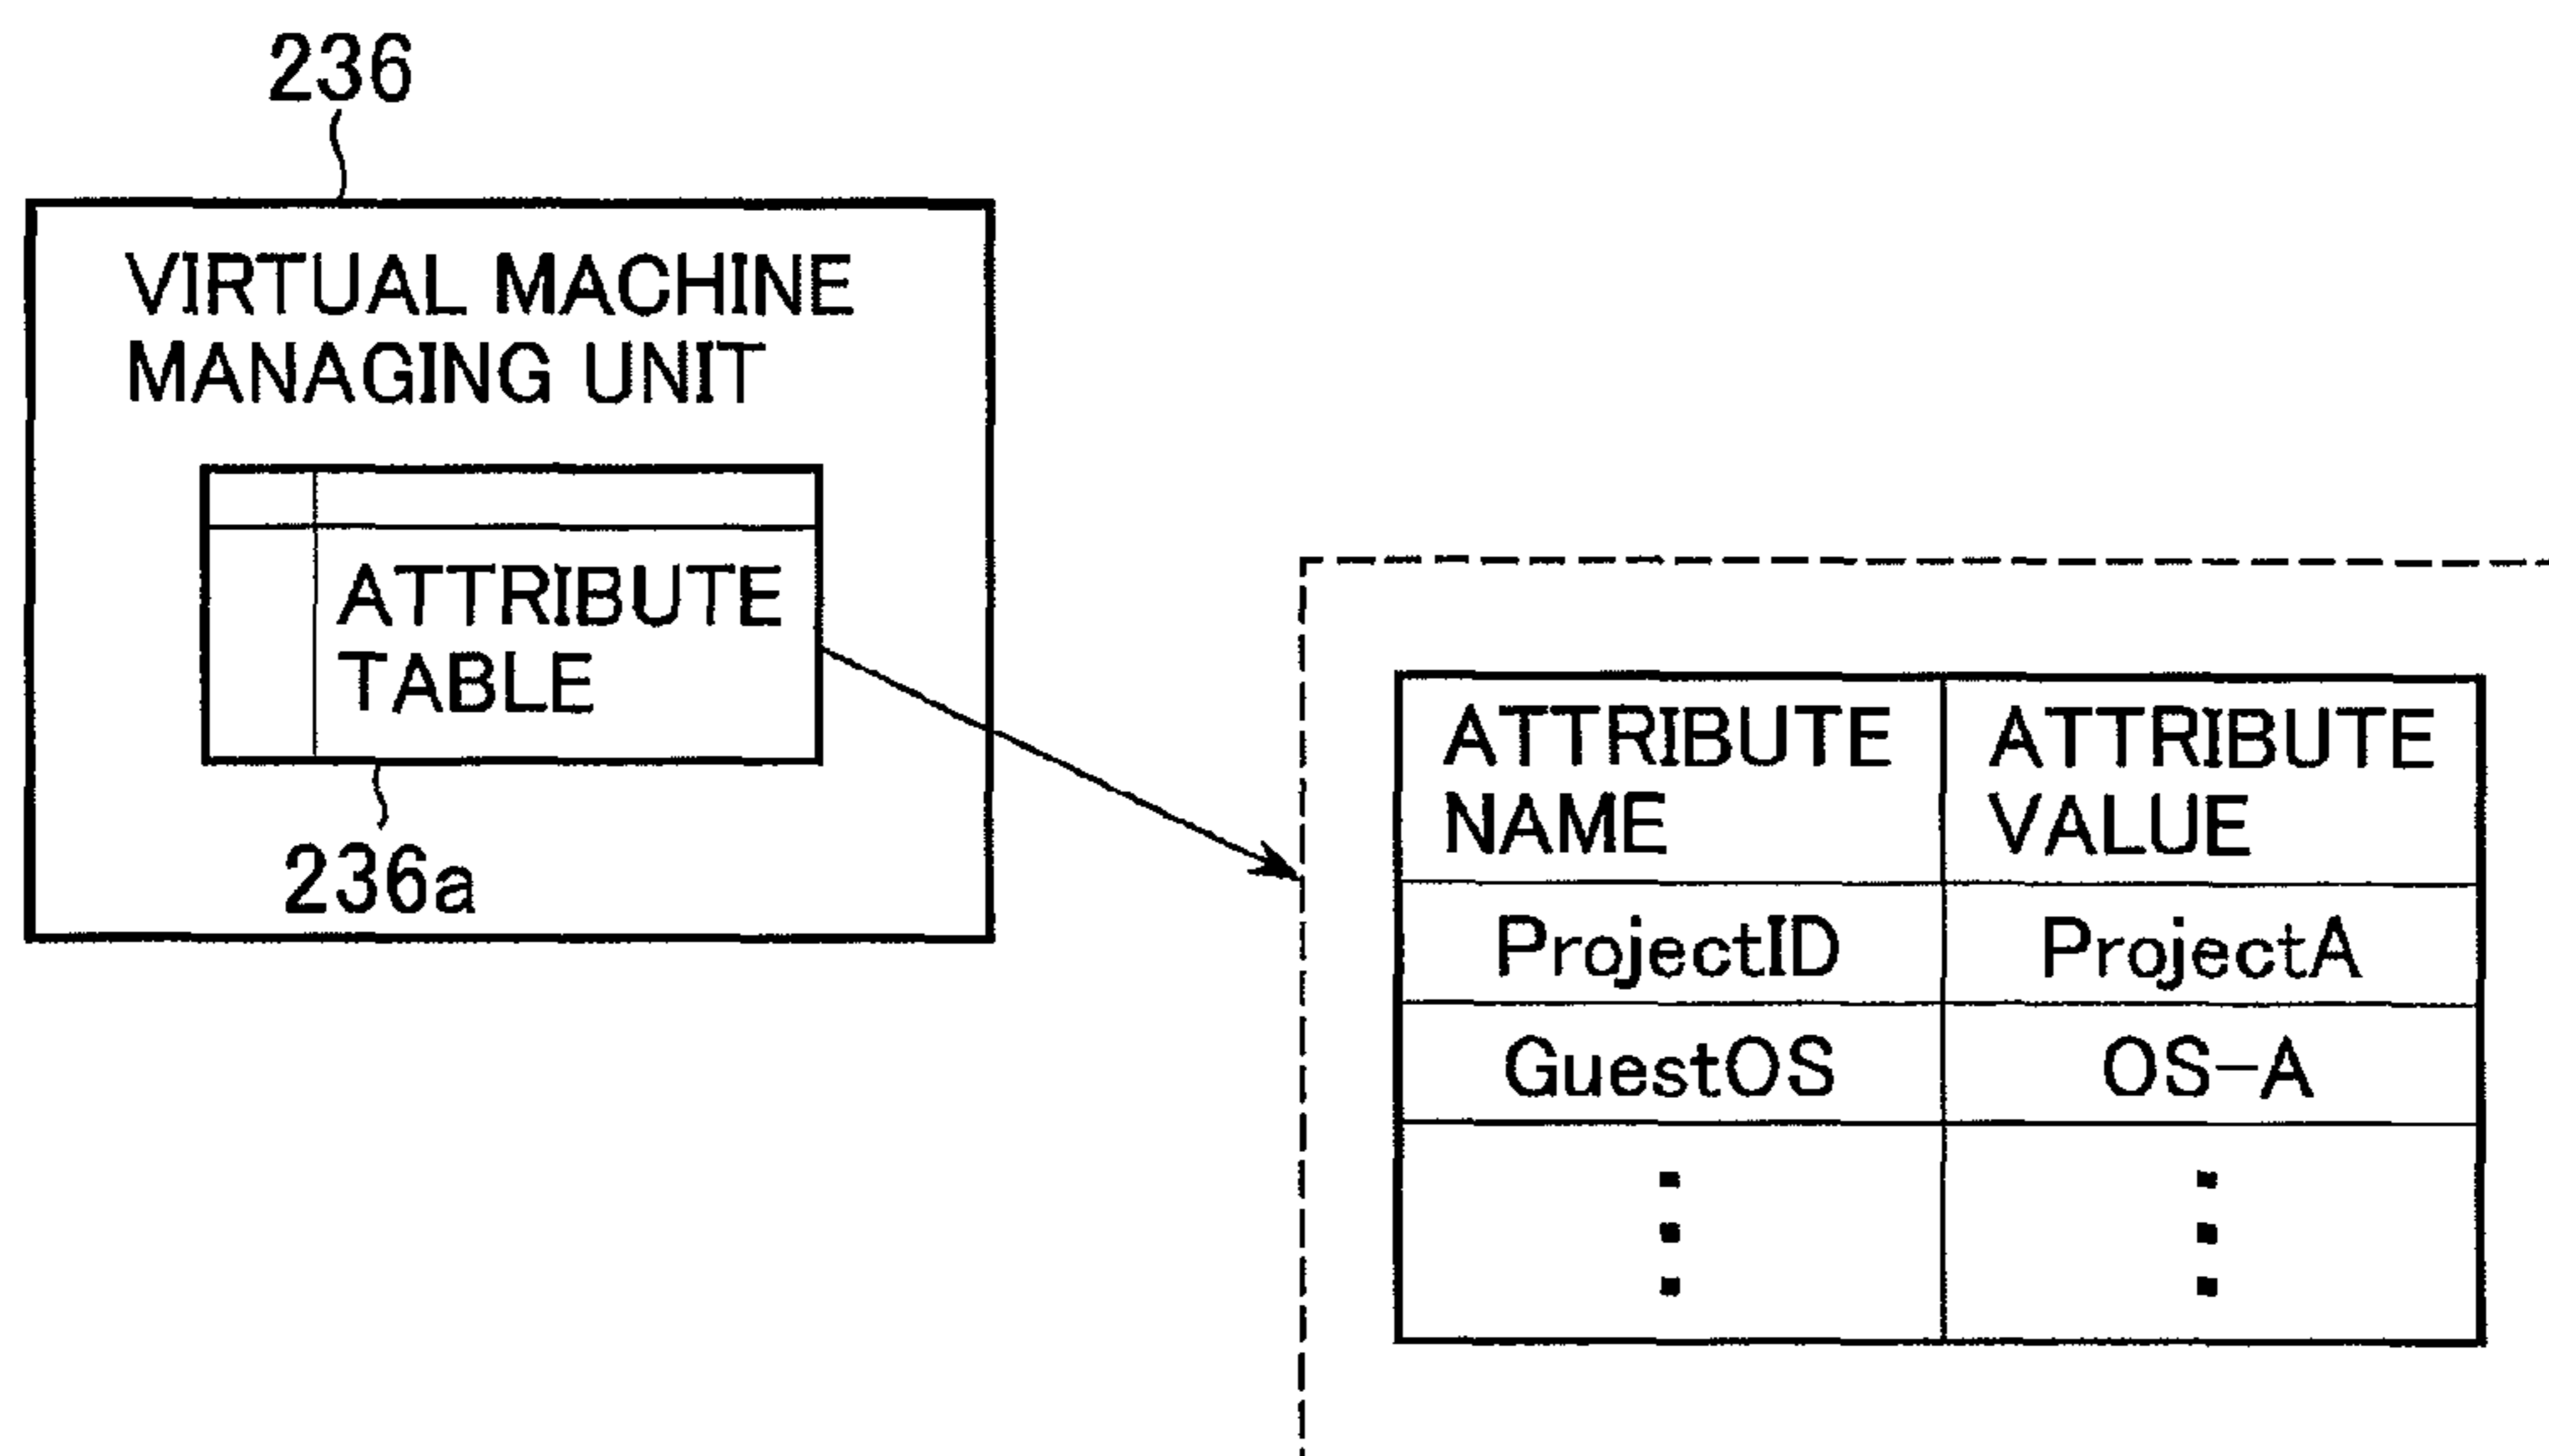 236
VIRTUAL MACHINE
MANAGING UNIT
ATTRIBUTE
TABLE
236a
ATTRIBUTE NAME ATTRIBUTE VALUE
ProjectID ProjectA
GuestOS OS-A